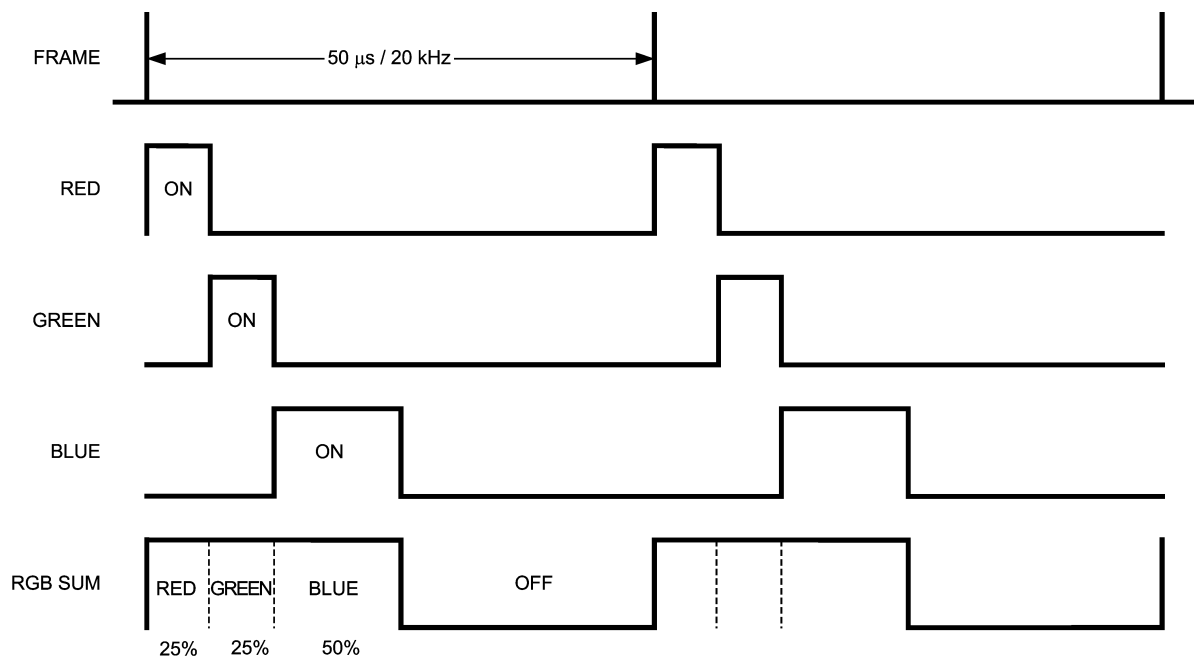 FRAME
50 μs / 20 kHz
RED
ON
GREEN
ON
BLUE
ON
RGB SUM
RED GREEN BLUE OFF
25% 25% 50%